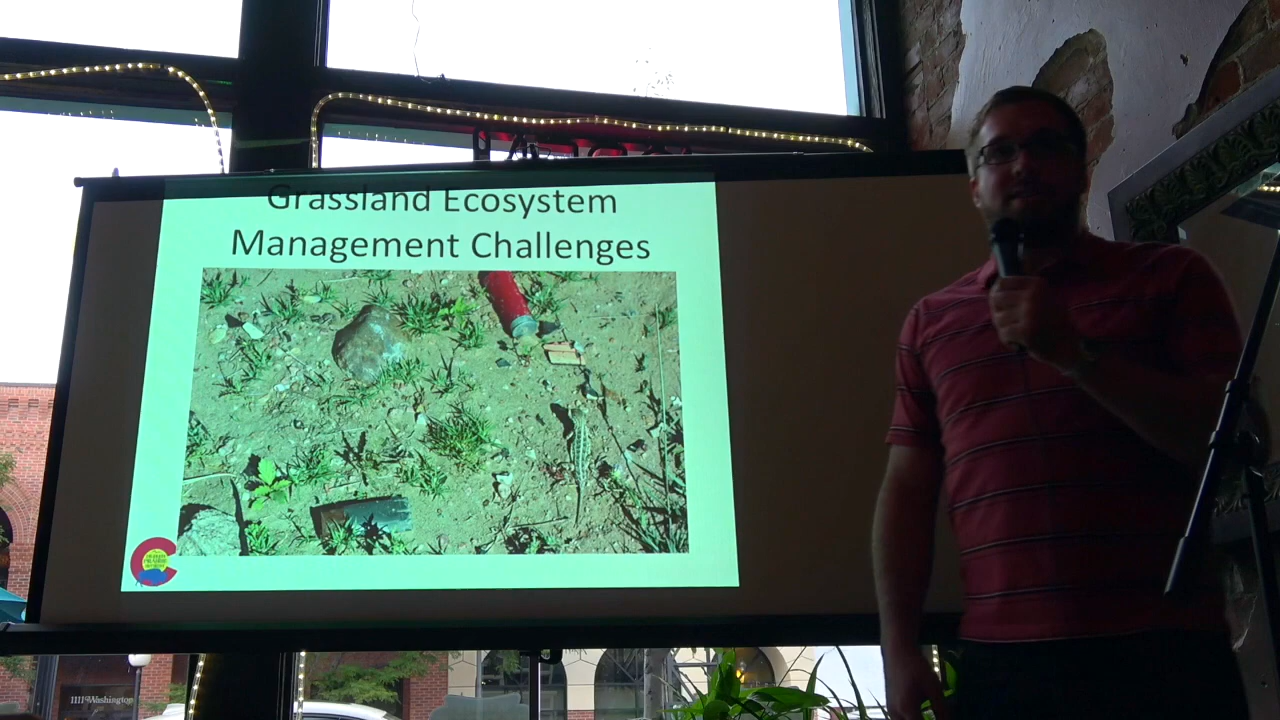 Grassland Ecosystem
Management Challenges
1111 Washington